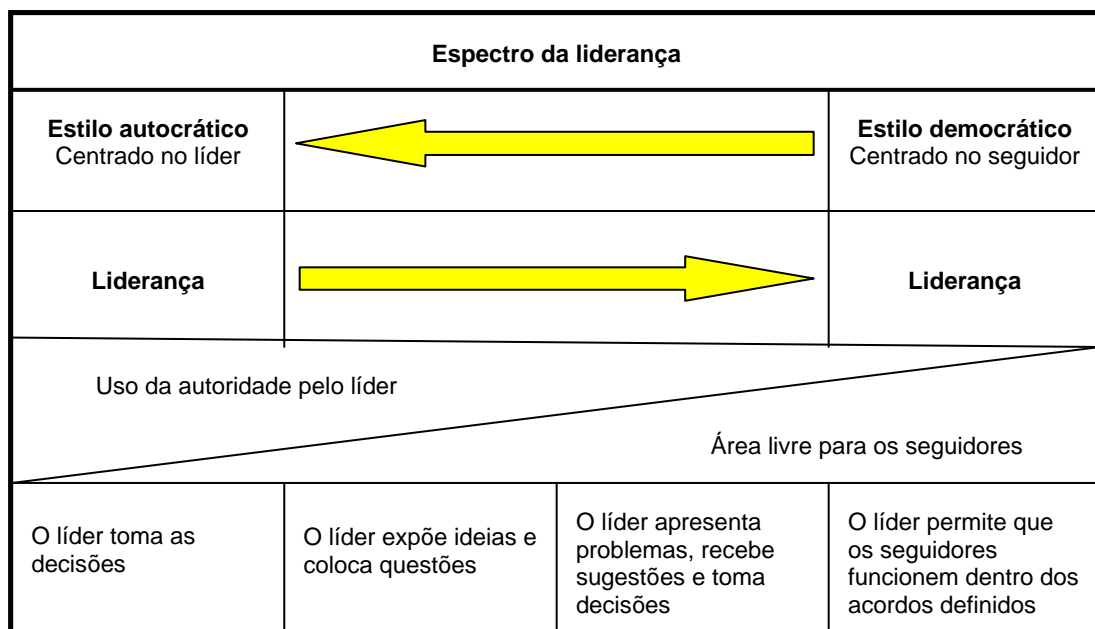 Espectro da liderança
Estilo autocrático
Centrado no líder
Estilo democrático
Centrado no seguidor
Liderança
Liderança
Uso da autoridade pelo líder
Área livre para os seguidores
O líder toma as
decisões
O líder expõe ideias e
coloca questões
O líder apresenta
problemas, recebe
sugestões e toma
decisões
O líder permite que
os seguidores
funcionem dentro dos
acordos definidos